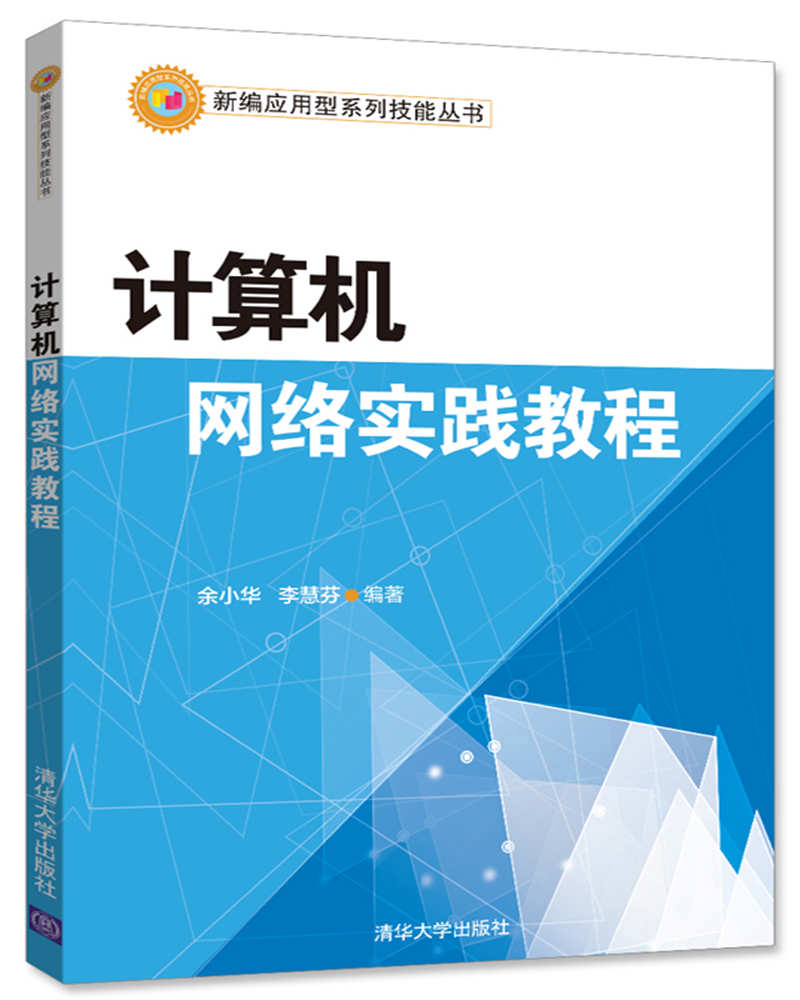 新编应用型系列技能丛书
计算机
网络实践教程
余小华 李慧芬 编著
清华大学出版社
新编应用型系列技能丛书
计算机网络实践教程
清华大学出版社